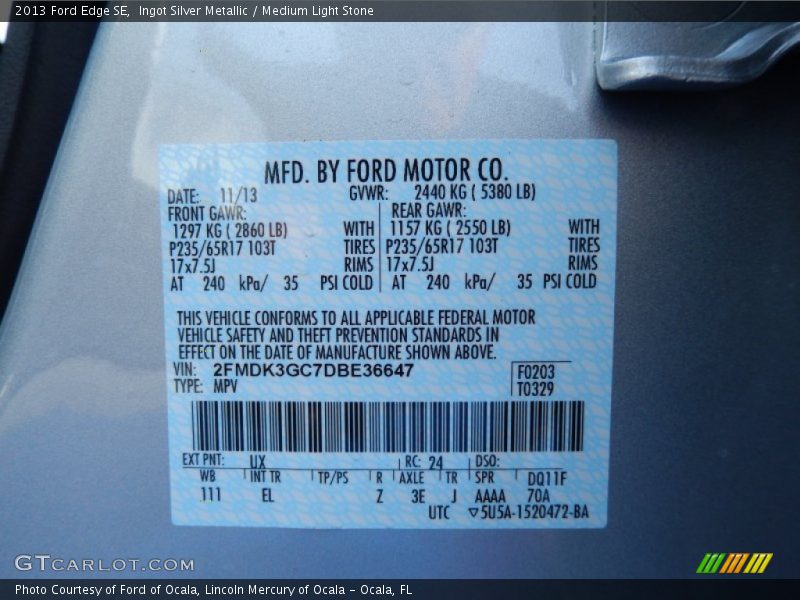 2013 Ford Edge SE,  Ingot Silver Metallic / Medium Light Stone
MFD. BY FORD MOTOR CO.
DATE: 11/13 GVWR: 2440 KG ( 5380 LB)
FRONT GAWR: REAR GAWR:
1297 KG ( 2860 LB) WITH 1157 KG ( 2550 LB) WITH
P235/65R17 103T TIRES P235/65R17 103T TIRES
17x7.5J RIMS 17x7.5J RIMS
AT 240 kPa/ 35 PSI COLD AT 240 kPa/ 35 PSI COLD
THIS VEHICLE CONFORMS TO ALL APPLICABLE FEDERAL MOTOR
VEHICLE SAFETY AND THEFT PREVENTION STANDARDS IN
EFFECT ON THE DATE OF MANUFACTURE SHOWN ABOVE.
VIN: 2FMDK3GC7DBE36647 F0203
TYPE: MPV T0329
EXT PNT: UX RC: 24 DSO:
WB INT TR TP/PS R AXLE TR SPR DQ11F
111 EL Z 3E J AAAA 70A
UTC ▽5U5A-1520472-BA
GTCARLOT.COM
Photo Courtesy of Ford of Ocala, Lincoln Mercury of Ocala – Ocala, FL